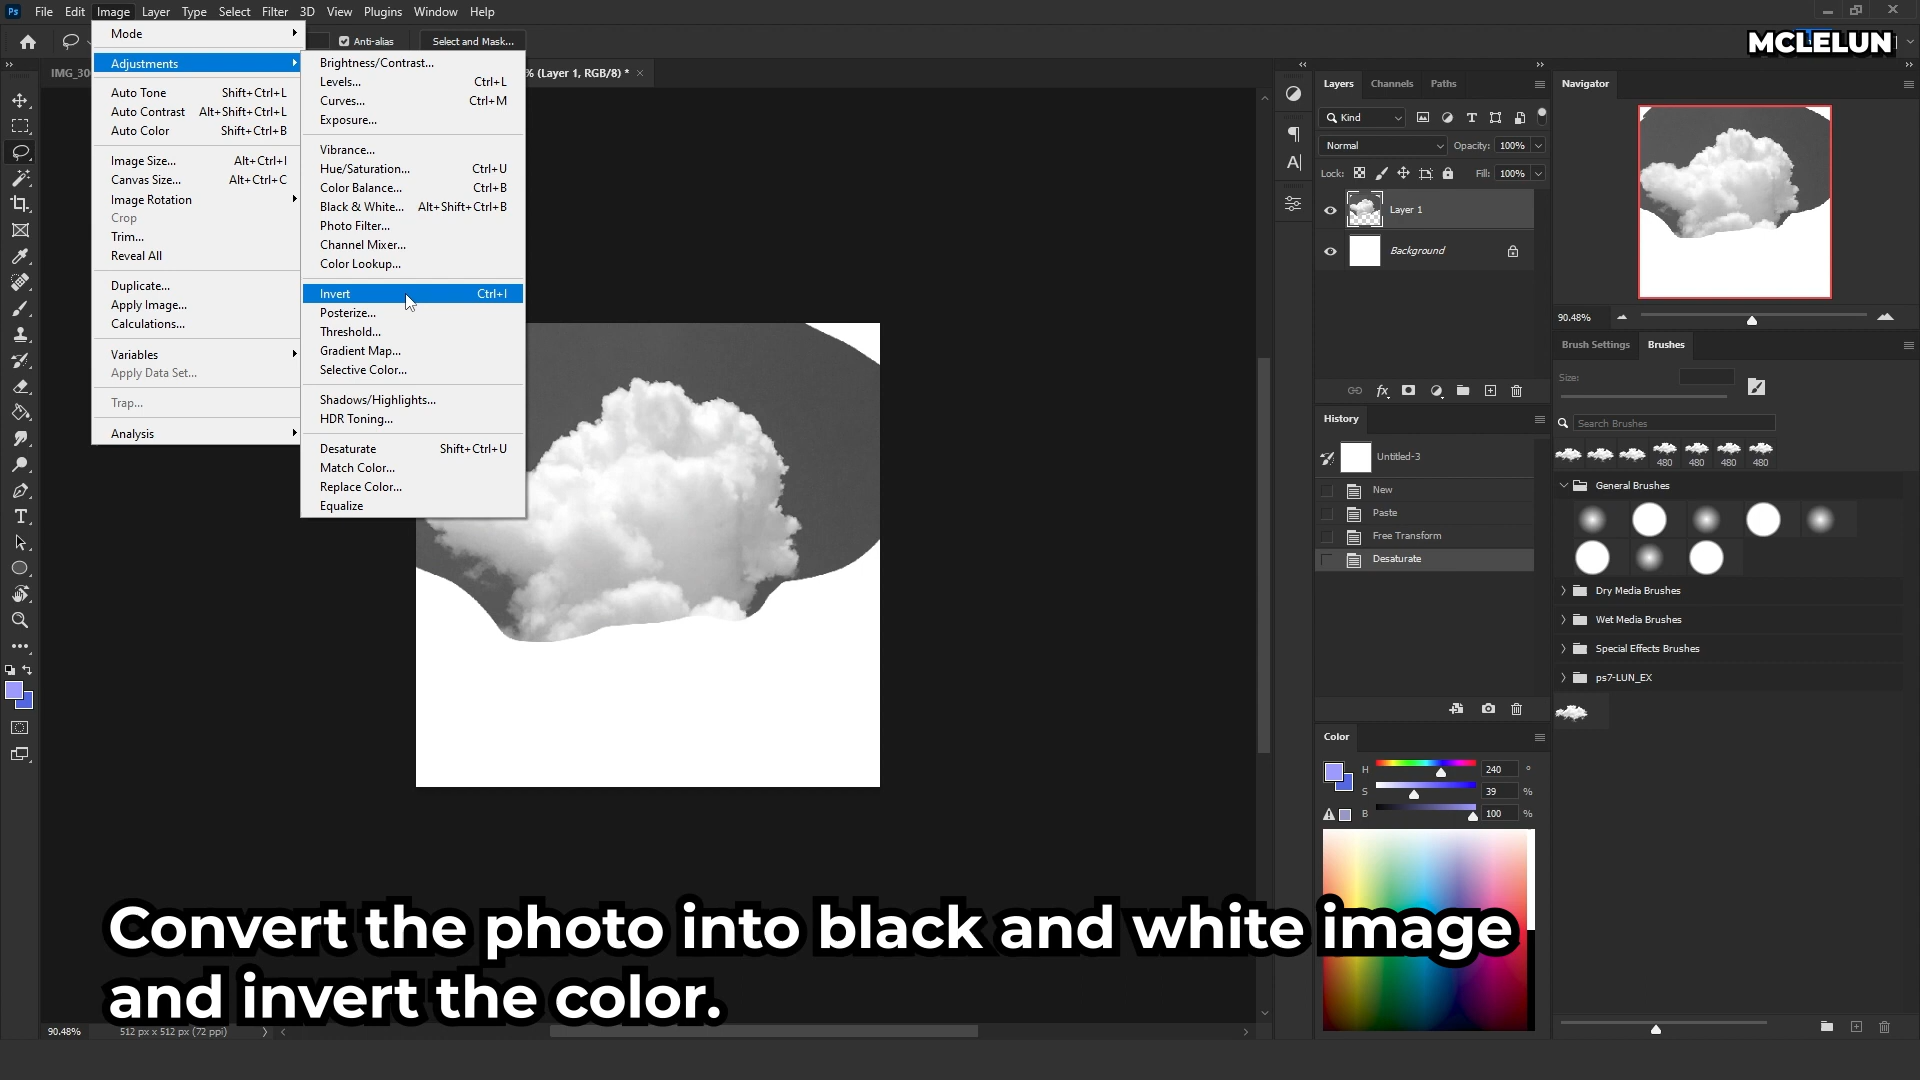 Ps File Edit Image Layer Type Select Filter 3D View Plugins Window Help
Anti-alias Select and Mask...
MCLELUN
IMG_30
% (Layer 1, RGB/8) * ×
Mode
Adjustments
Auto Tone Shift+Ctrl+L
Auto Contrast Alt+Shift+Ctrl+L
Auto Color Shift+Ctrl+B
Image Size... Alt+Ctrl+I
Canvas Size... Alt+Ctrl+C
Image Rotation
Crop
Trim...
Reveal All
Duplicate...
Apply Image...
Calculations...
Variables
Apply Data Set...
Trap...
Analysis
Brightness/Contrast...
Levels... Ctrl+L
Curves... Ctrl+M
Exposure...
Vibrance...
Hue/Saturation... Ctrl+U
Color Balance... Ctrl+B
Black & White... Alt+Shift+Ctrl+B
Photo Filter...
Channel Mixer...
Color Lookup...
Invert Ctrl+I
Posterize...
Threshold...
Gradient Map...
Selective Color...
Shadows/Highlights...
HDR Toning...
Desaturate Shift+Ctrl+U
Match Color...
Replace Color...
Equalize
Layers Channels Paths
Kind
Normal Opacity: 100%
Lock: Fill: 100%
Layer 1
Background
fx
History
Untitled-3
New
Paste
Free Transform
Desaturate
Color
H 240 °
S 39 %
B 100 %
Navigator
90.48%
Brush Settings Brushes
Size:
Search Brushes
480 480 480 480
General Brushes
Dry Media Brushes
Wet Media Brushes
Special Effects Brushes
ps7-LUN_EX
Convert the photo into black and white image
and invert the color.
90.48% 512 px x 512 px (72 ppi)